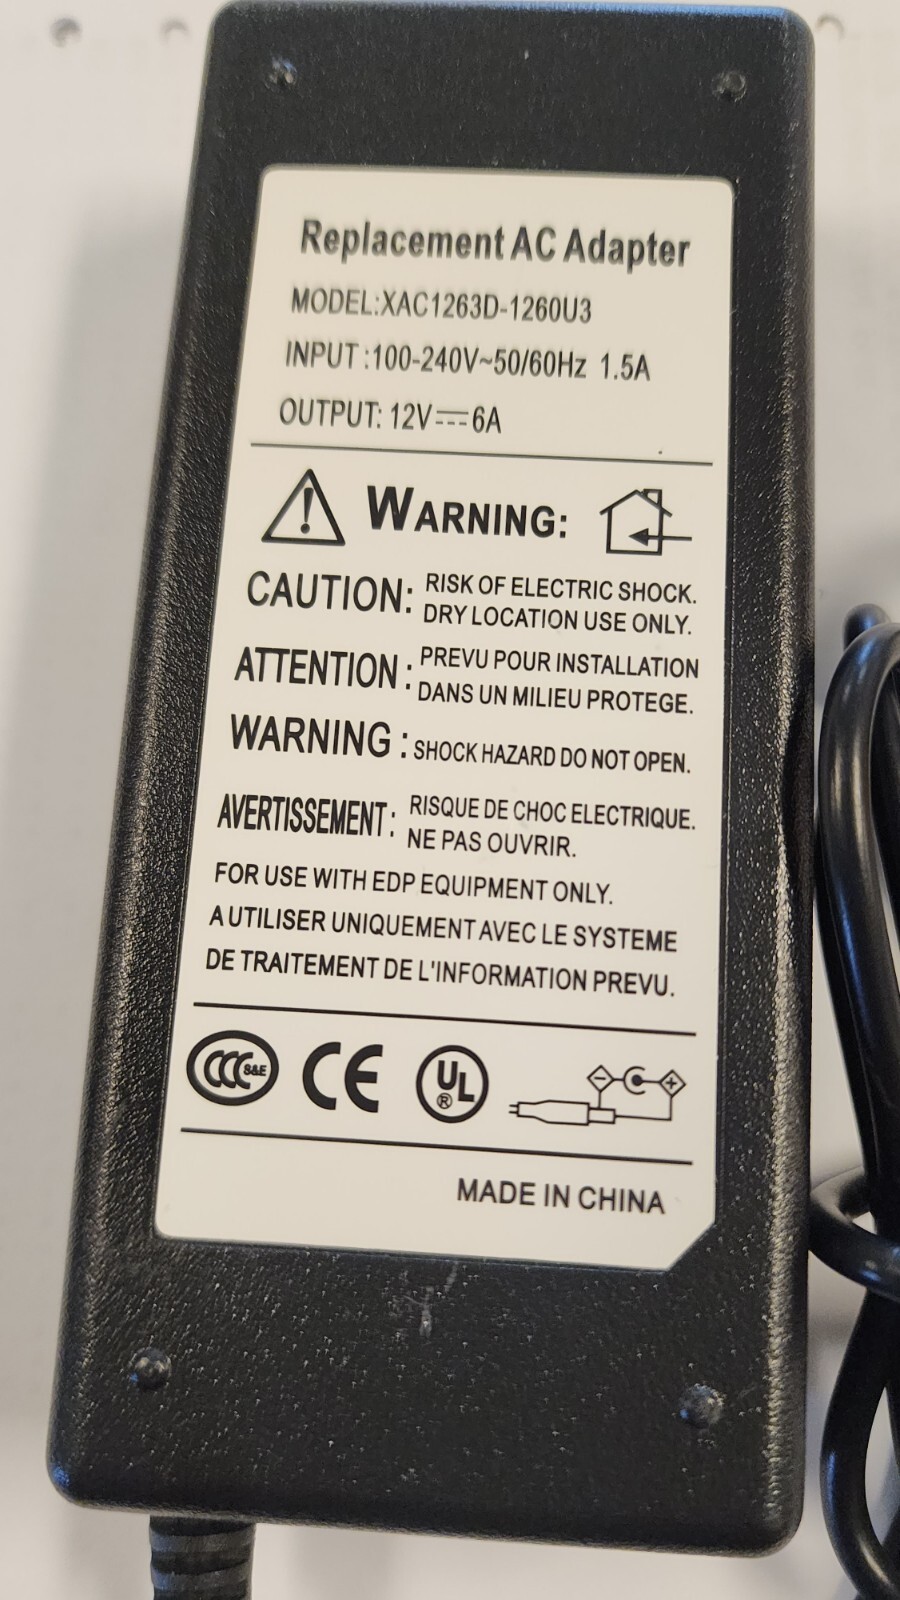 Replacement AC Adapter
MODEL:XAC1263D-1260U3
INPUT:100-240V~50/60Hz 1.5A
OUTPUT: 12V⎓6A
WARNING:
CAUTION: RISK OF ELECTRIC SHOCK.
DRY LOCATION USE ONLY.
ATTENTION: PREVU POUR INSTALLATION
DANS UN MILIEU PROTEGE.
WARNING: SHOCK HAZARD DO NOT OPEN.
AVERTISSEMENT: RISQUE DE CHOC ELECTRIQUE.
NE PAS OUVRIR.
FOR USE WITH EDP EQUIPMENT ONLY.
A UTILISER UNIQUEMENT AVEC LE SYSTEME
DE TRAITEMENT DE L'INFORMATION PREVU.
CCC S&E CE UL® - +
MADE IN CHINA